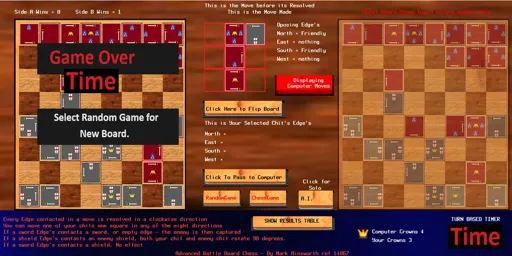 This is the Move before its Resolved
Side A Wins = 0 Side B Wins = 1
This is the Move Made
Oposing Edge's
North = Friendly
East = nothing
South = Friendly
West = nothing
Game Over
Time
Displaying
Computer Moves
Select Random Game for
New Board.
Click Here to Flip Board
This is Your Selected Chit's Edge's
North =
East =
South =
West =
Click To Pass to Computer
Click for
Solo
RandomGame
ChessGame
A.I.
SHOW RESULTS TABLE
Every Edge contacted in a move is resolved in a clockwise direction
You can move one of your chits one square in any of the eight directions
If a sword Edge's contacts a sword, or empty edge - the enemy is then captured
If a shield Edge's contacts an enemy shield, both your chit and enemy chit rotate 90 degrees.
If a sword Edge's contacts a shield, No effect
Computer Crowns 4
Your Crowns 3
TURN BASED TIMER
Time
Advanced Battle Board Chess - By Mark Ainsworth ref 14067